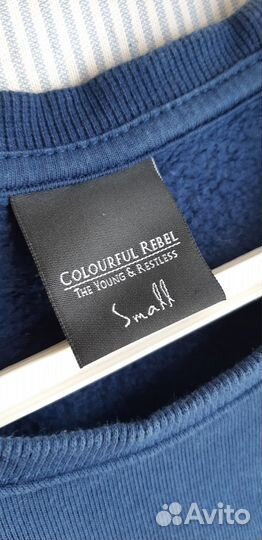 COLOURFUL REBEL
THE YOUNG & RESTLESS
Small
Avito